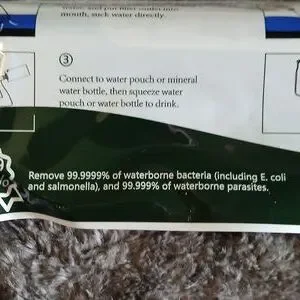 mouth, suck water directly.
③
Connect to water pouch or mineral
water bottle, then squeeze water
pouch or water bottle to drink.
Remove 99.9999% of waterborne bacteria (including E. coli
and salmonella), and 99.999% of waterborne parasites.